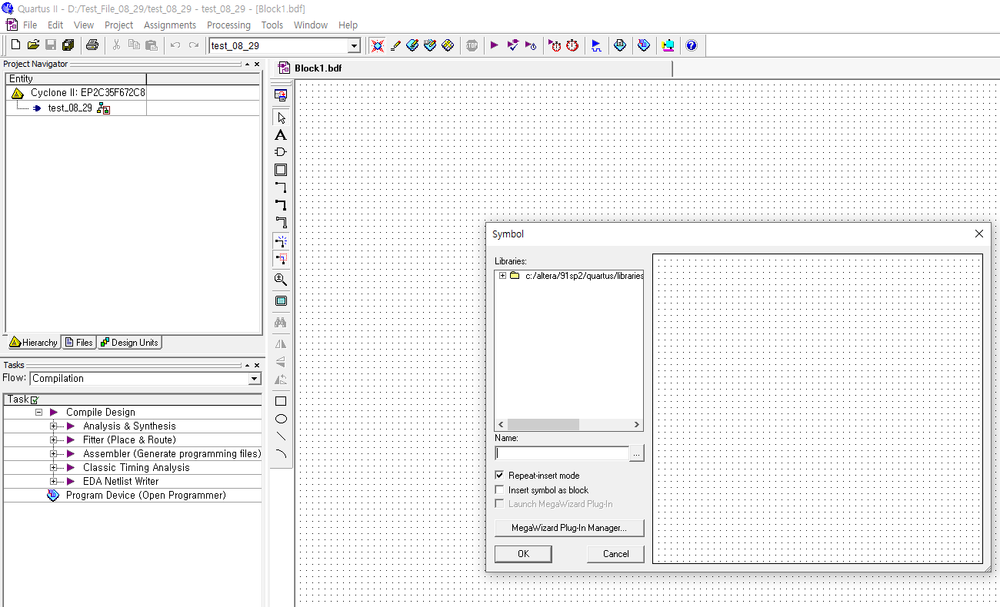 Quartus II - D:/Test_File_08_29/test_08_29 - test_08_29 - [Block1.bdf]
File Edit View Project Assignments Processing Tools Window Help
test_08_29
STOP
Project Navigator
Block1.bdf
Entity
Cyclone II: EP2C35F672C8
test_08_29
A
Hierarchy Files Design Units
Tasks
Flow: Compilation
Task
Compile Design
Analysis & Synthesis
Fitter (Place & Route)
Assembler (Generate programming files)
Classic Timing Analysis
EDA Netlist Writer
Program Device (Open Programmer)
Symbol
Libraries:
c:/altera/91sp2/quartus/libraries
Name:
...
Repeat-insert mode
Insert symbol as block
Launch MegaWizard Plug-In
MegaWizard Plug-In Manager...
OK Cancel